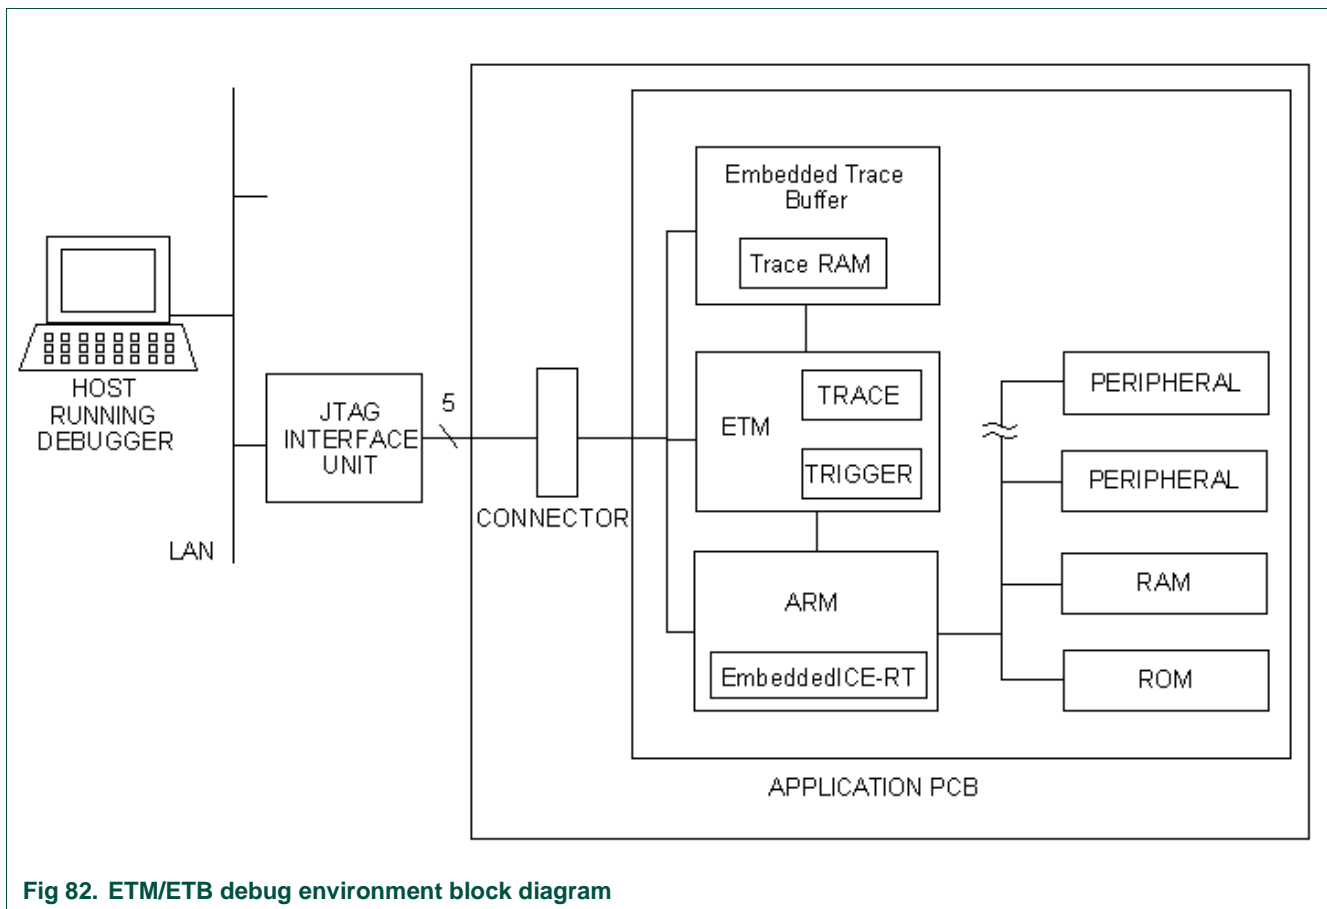 Embedded Trace
Buffer
Trace RAM
HOST
RUNNING
DEBUGGER
LAN
JTAG
INTERFACE
UNIT
5
CONNECTOR
ETM
TRACE
TRIGGER
ARM
EmbeddedICE-RT
PERIPHERAL
PERIPHERAL
RAM
ROM
APPLICATION PCB
Fig 82. ETM/ETB debug environment block diagram